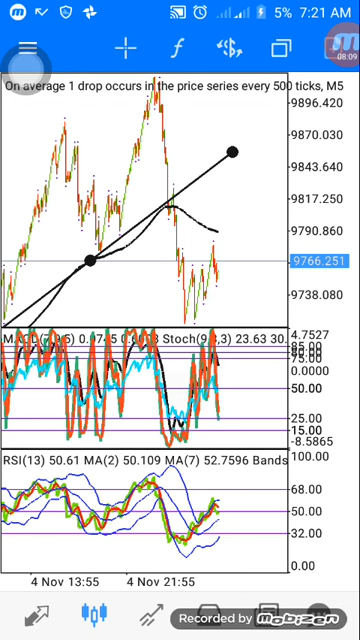 5% 7:21 AM
08:09
On average 1 drop occurs in the price series every 500 ticks, M5
9896.420
9870.030
9843.640
9817.250
9790.860
9766.251
9738.080
Stoch(9,3,3) 23.63 30.
4.7527
85.00
75.00
0.0000
50.00
25.00
15.00
-8.5865
RSI(13) 50.61 MA(2) 50.109 MA(7) 52.7596 Bands
100.00
68.00
50.00
32.00
0.00
4 Nov 13:55
4 Nov 21:55
Recorded by
mobizen